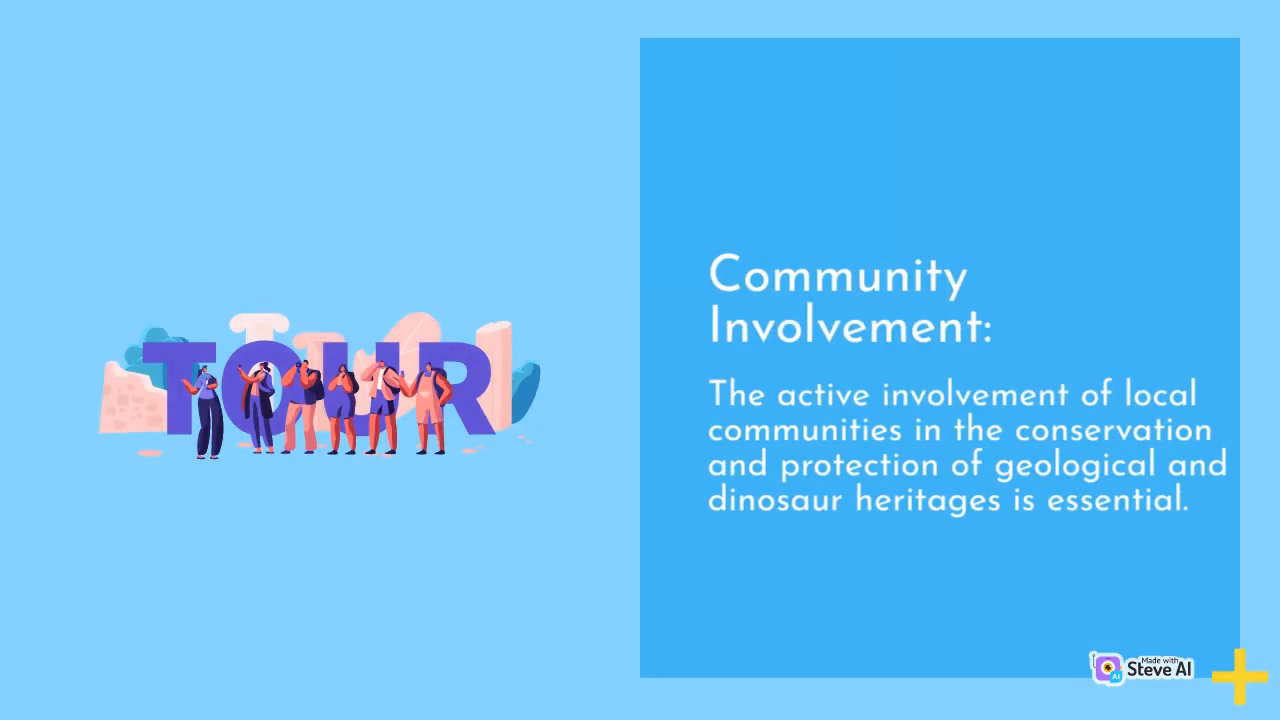 TOUR
Community
Involvement:
The active involvement of local
communities in the conservation
and protection of geological and
dinosaur heritages is essential.
Made with
Steve AI
AI